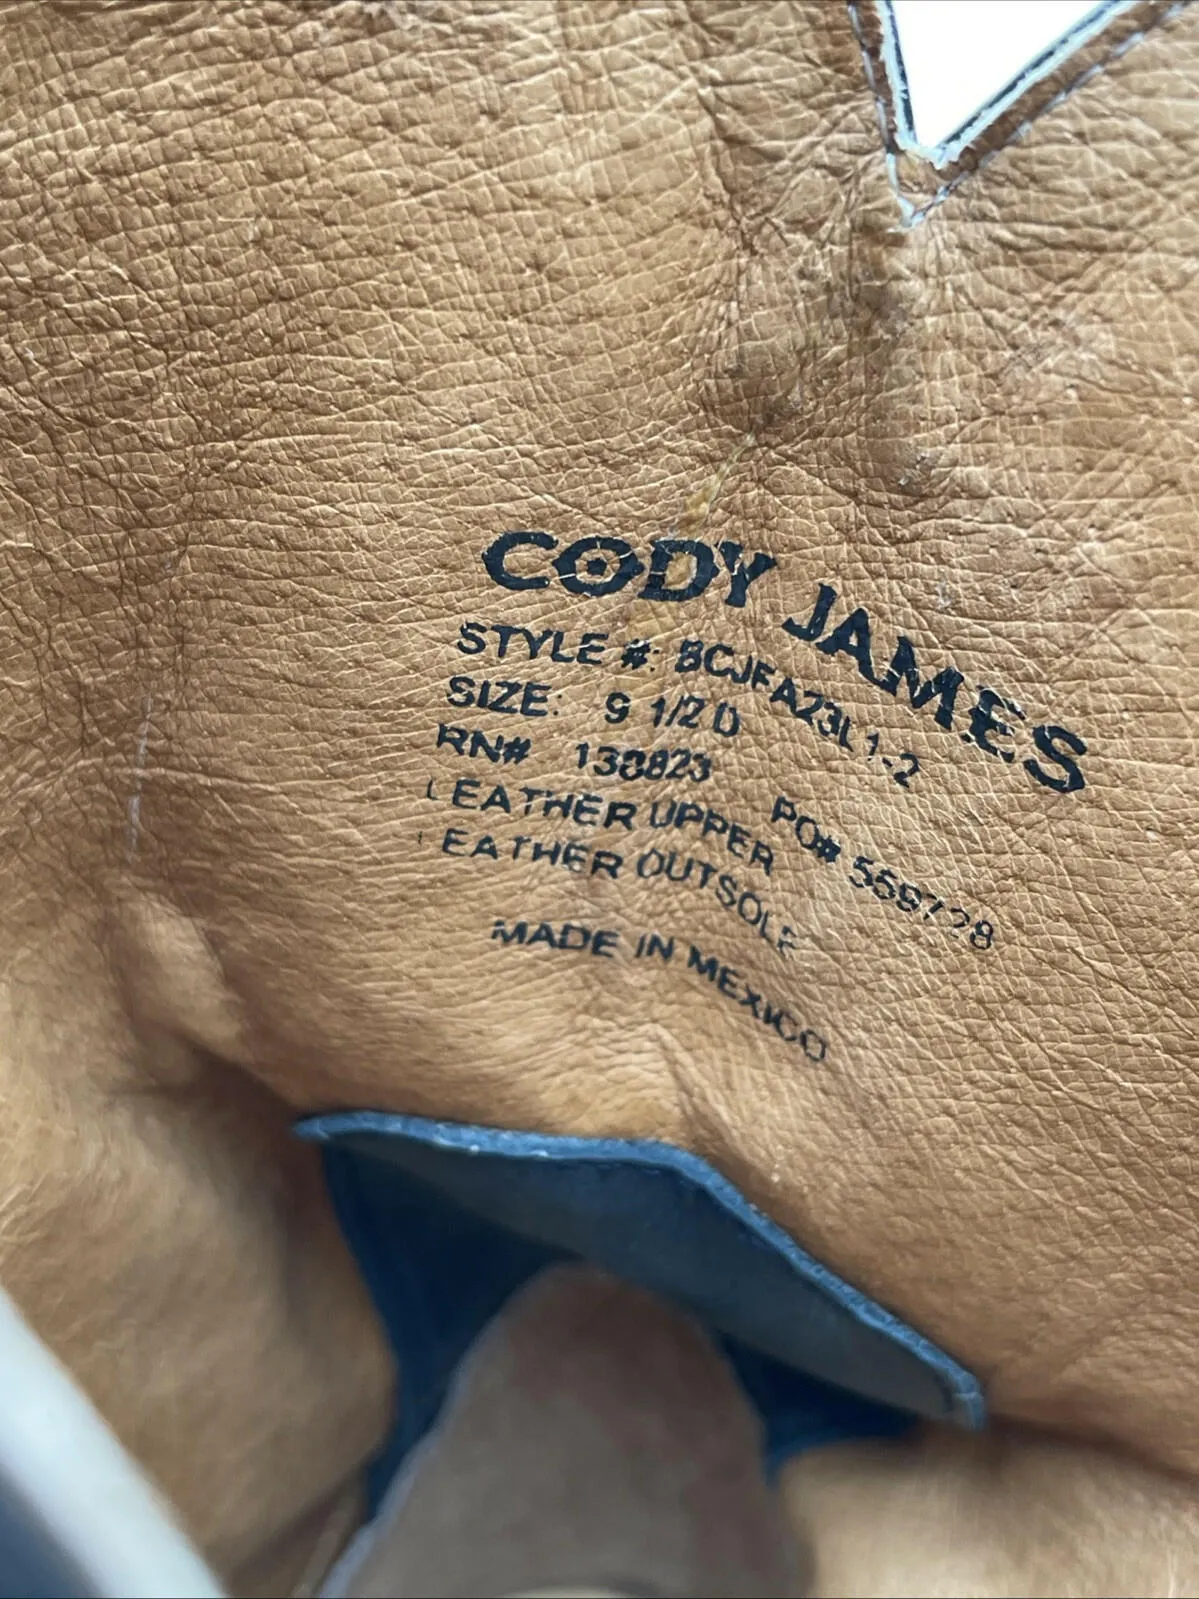 CODY JAMES
STYLE #: BCJFA23L1-2
SIZE: 9 1/2 D
RN# 138823
PO# 559728
LEATHER UPPER
LEATHER OUTSOLE
MADE IN MEXICO